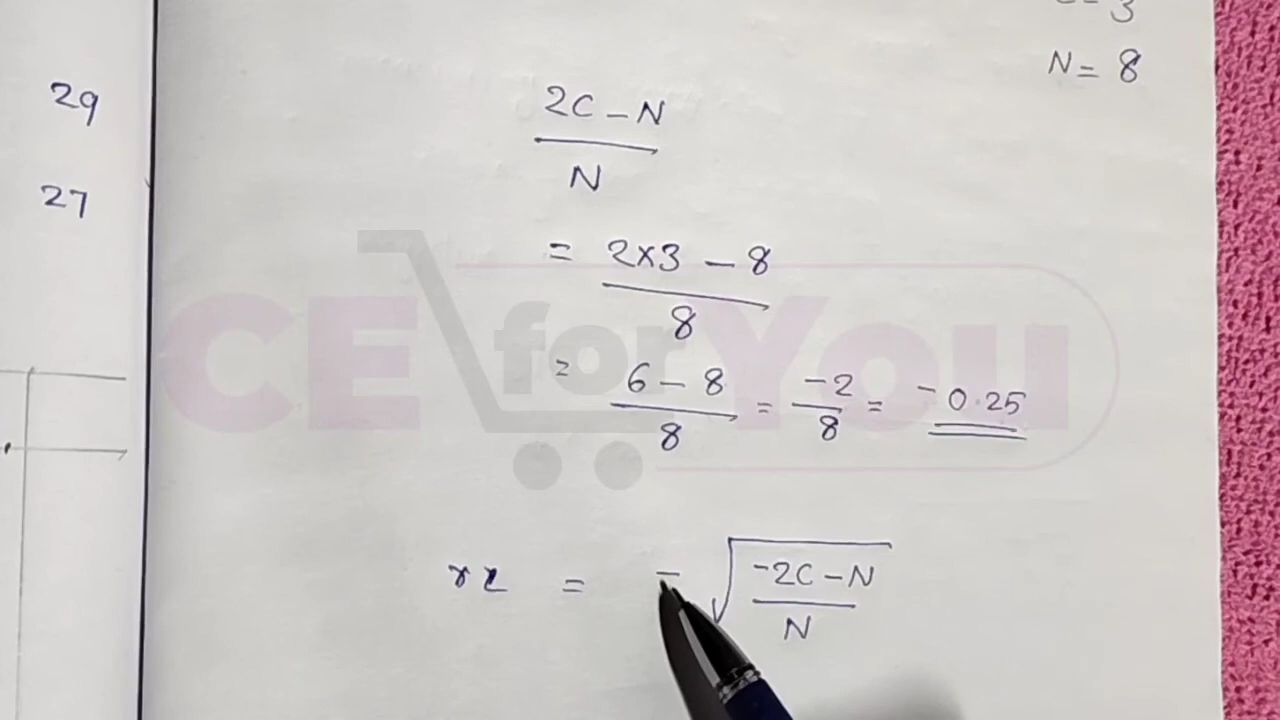 N = 8
29
2C - N
N
27
= 2×3 - 8
8
= 6 - 8 = -2 = -0.25
8 8
CE for You
= - √ -2C - N
N